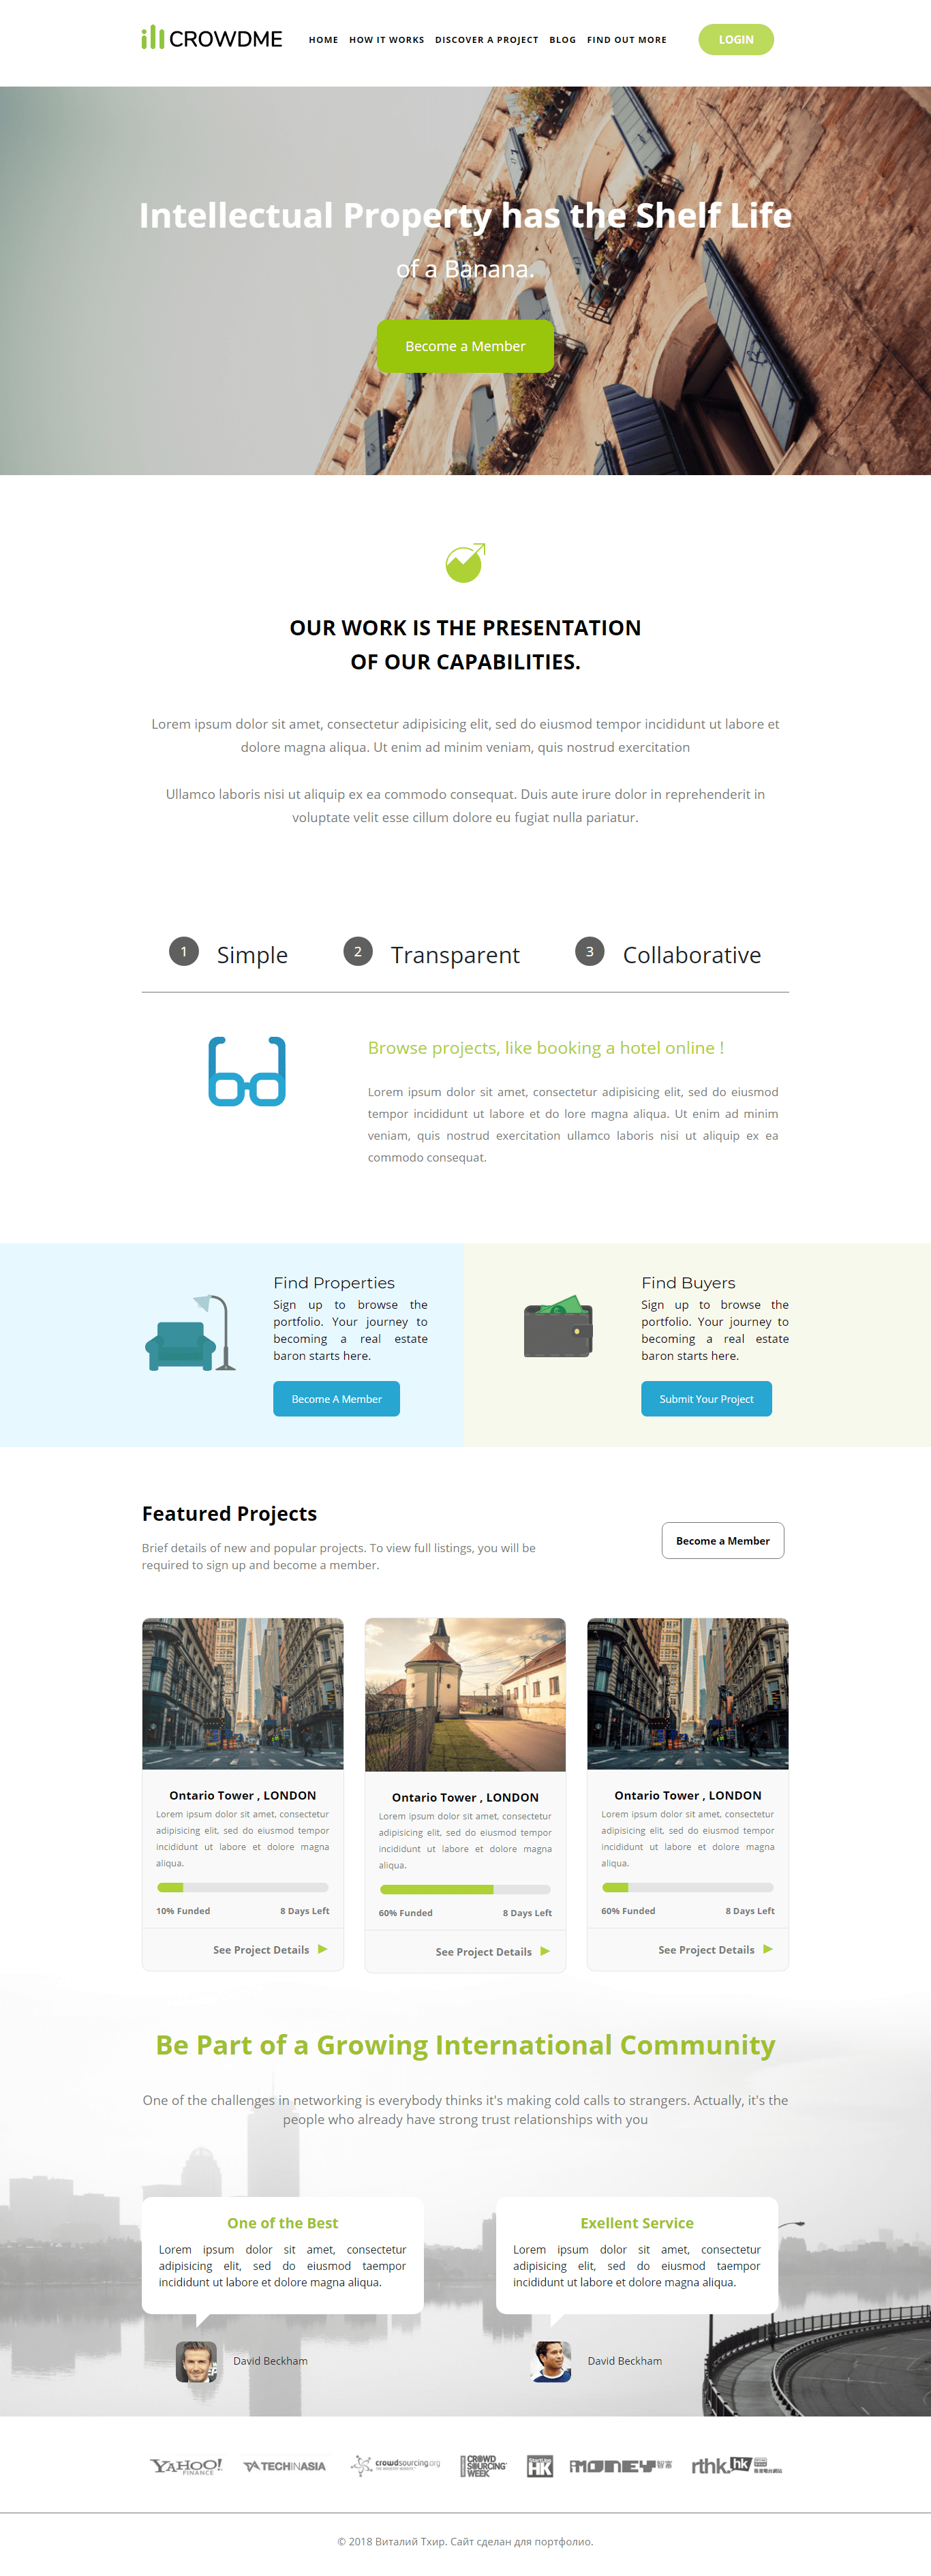 CROWDME
HOME HOW IT WORKS DISCOVER A PROJECT BLOG FIND OUT MORE
LOGIN
Intellectual Property has the Shelf Life
of a Banana.
Become a Member
OUR WORK IS THE PRESENTATION
OF OUR CAPABILITIES.
Lorem ipsum dolor sit amet, consectetur adipisicing elit, sed do eiusmod tempor incididunt ut labore et
dolore magna aliqua. Ut enim ad minim veniam, quis nostrud exercitation
Ullamco laboris nisi ut aliquip ex ea commodo consequat. Duis aute irure dolor in reprehenderit in
voluptate velit esse cillum dolore eu fugiat nulla pariatur.
1 Simple
2 Transparent
3 Collaborative
Browse projects, like booking a hotel online !
Lorem ipsum dolor sit amet, consectetur adipisicing elit, sed do eiusmod
tempor incididunt ut labore et do lore magna aliqua. Ut enim ad minim
veniam, quis nostrud exercitation ullamco laboris nisi ut aliquip ex ea
commodo consequat.
Find Properties
Sign up to browse the
portfolio. Your journey to
becoming a real estate
baron starts here.
Become A Member
Find Buyers
Sign up to browse the
portfolio. Your journey to
becoming a real estate
baron starts here.
Submit Your Project
Featured Projects
Brief details of new and popular projects. To view full listings, you will be
required to sign up and become a member.
Become a Member
Ontario Tower , LONDON
Lorem ipsum dolor sit amet, consectetur
adipisicing elit, sed do eiusmod tempor
incididunt ut labore et dolore magna
aliqua.
10% Funded 8 Days Left
See Project Details
Ontario Tower , LONDON
Lorem ipsum dolor sit amet, consectetur
adipisicing elit, sed do eiusmod tempor
incididunt ut labore et dolore magna
aliqua.
60% Funded 8 Days Left
See Project Details
Ontario Tower , LONDON
Lorem ipsum dolor sit amet, consectetur
adipisicing elit, sed do eiusmod tempor
incididunt ut labore et dolore magna
aliqua.
60% Funded 8 Days Left
See Project Details
Be Part of a Growing International Community
One of the challenges in networking is everybody thinks it's making cold calls to strangers. Actually, it's the
people who already have strong trust relationships with you
One of the Best
Lorem ipsum dolor sit amet, consectetur
adipisicing elit, sed do eiusmod taempor
incididunt ut labore et dolore magna aliqua.
David Beckham
Exellent Service
Lorem ipsum dolor sit amet, consectetur
adipisicing elit, sed do eiusmod taempor
incididunt ut labore et dolore magna aliqua.
David Beckham
YAHOO!
FINANCE
TECHINASIA
crowdsourcing.org
CROWD
SOURCING
WEEK
HK
MONEY
rthk.hk
© 2018 Виталий Тхир. Сайт сделан для портфолио.